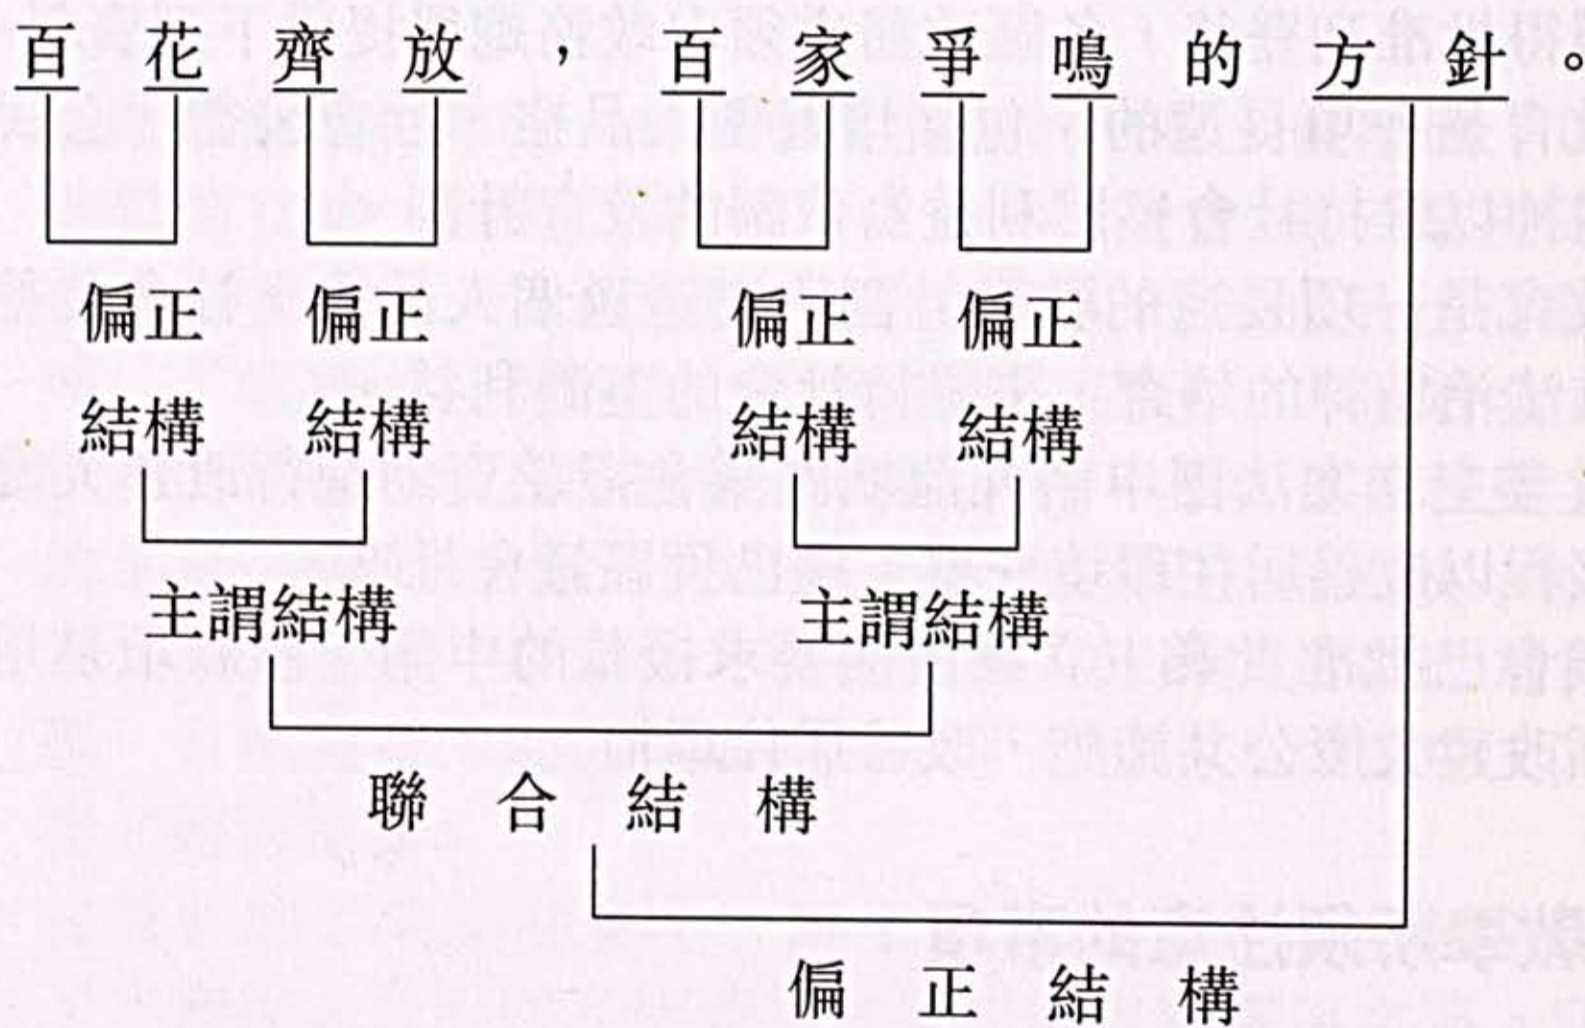 百花齊放，百家爭鳴的方針。
偏正 偏正 偏正 偏正
結構 結構 結構 結構
主謂結構 主謂結構
聯合結構
偏正結構